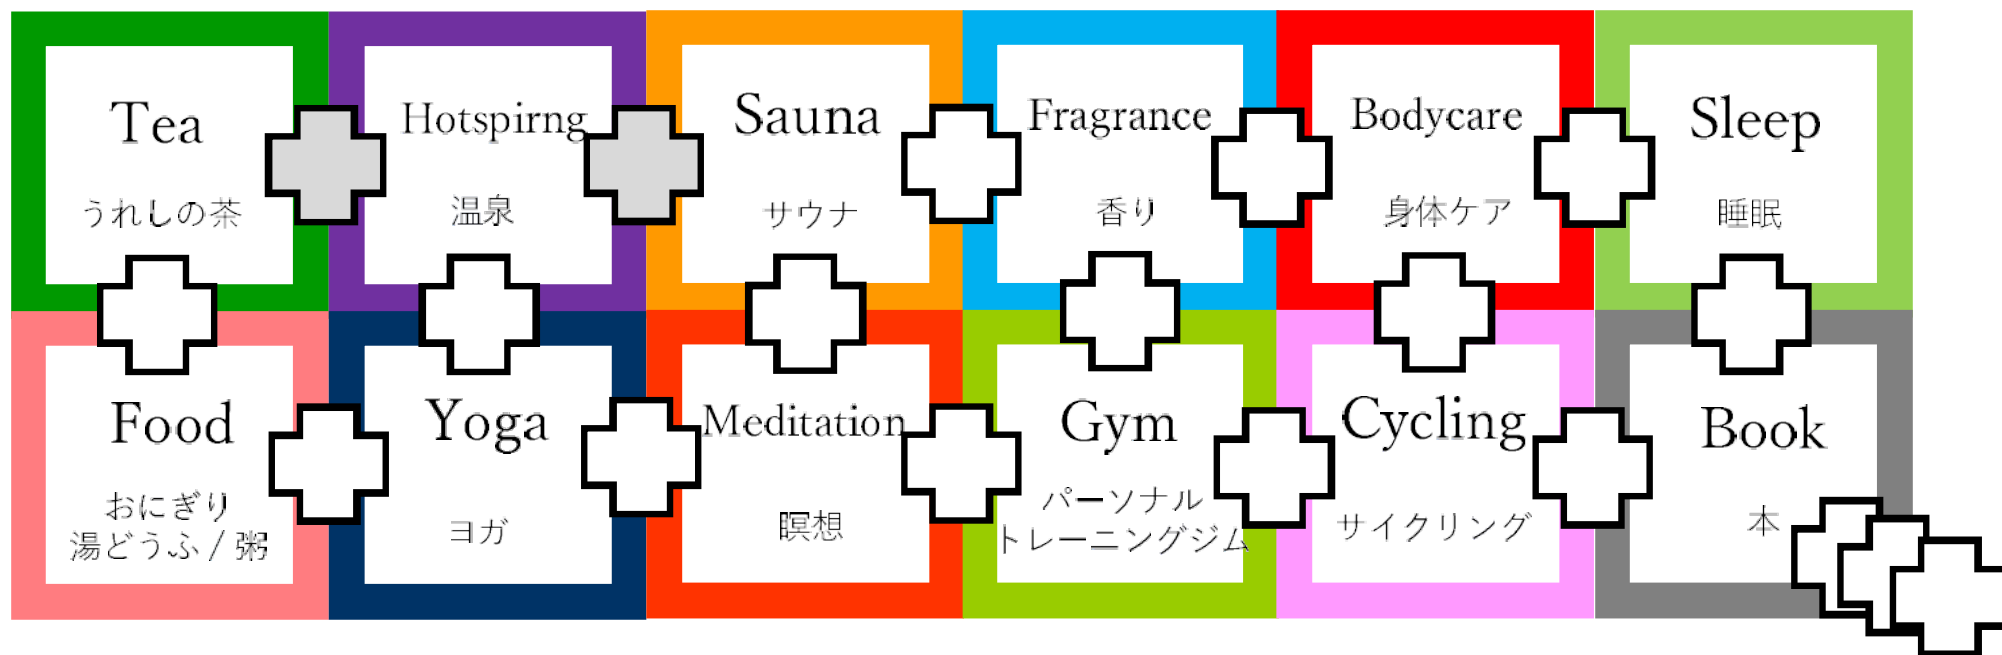 Tea
うれしの茶
Hotspirng
温泉
Sauna
サウナ
Fragrance
香り
Bodycare
身体ケア
Sleep
睡眠
Food
おにぎり
湯どうふ / 粥
Yoga
ヨガ
Meditation
瞑想
Gym
パーソナル
トレーニングジム
Cycling
サイクリング
Book
本